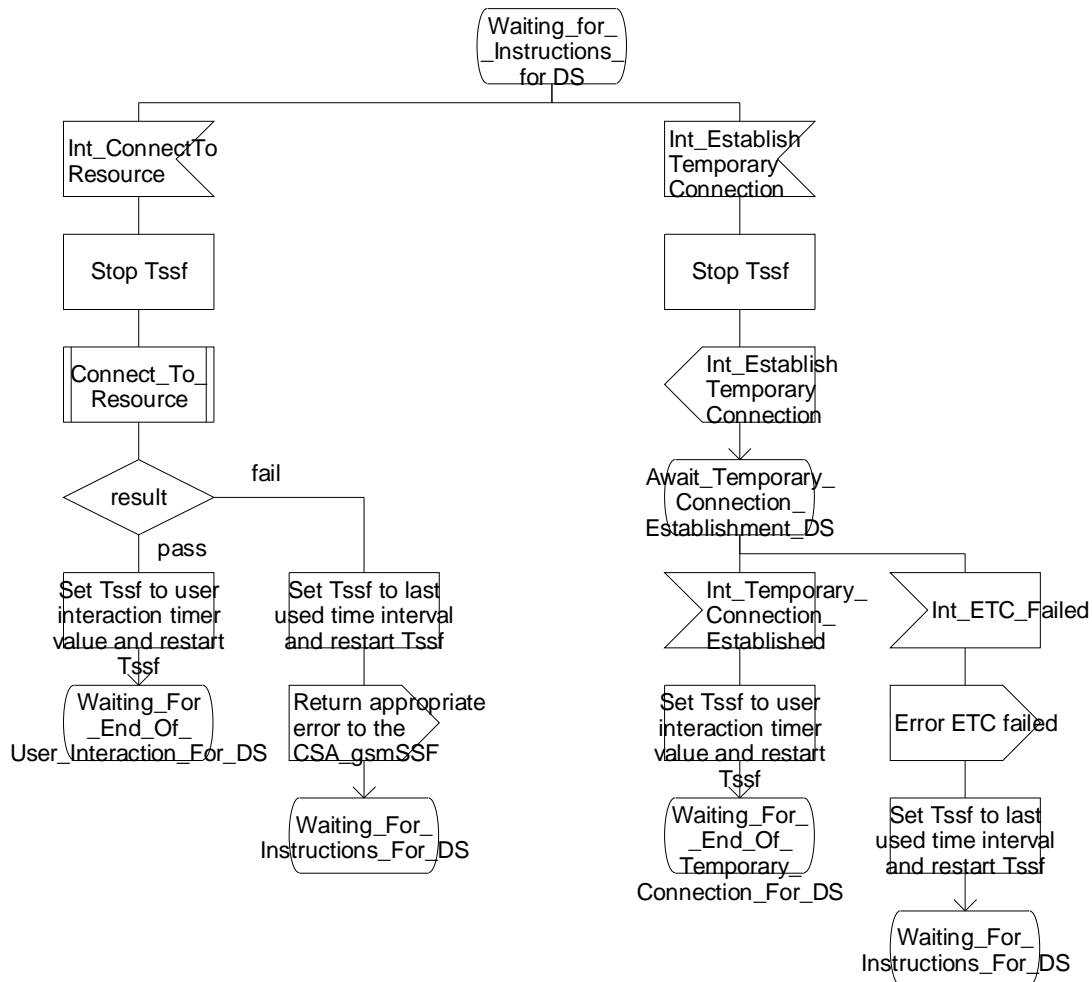 Waiting_for_
_Instructions_
for DS
Int_ConnectTo
Resource
Stop Tssf
Connect_To_
Resource
result
fail
pass
Set Tssf to user
interaction timer
value and restart
Tssf
Waiting_For
_End_Of_
User_Interaction_For_DS
Set Tssf to last
used time interval
and restart Tssf
Return appropriate
error to the
CSA_gsmSSF
Waiting_For_
Instructions_For_DS
Int_Establish
Temporary
Connection
Stop Tssf
Int_Establish
Temporary
Connection
Await_Temporary_
Connection_
Establishment_DS
Int_Temporary_
Connection_
Established
Set Tssf to user
interaction timer
value and restart
Tssf
Waiting_For_
_End_Of_
Temporary_
Connection_For_DS
Int_ETC_Failed
Error ETC failed
Set Tssf to last
used time interval
and restart Tssf
Waiting_For_
Instructions_For_DS